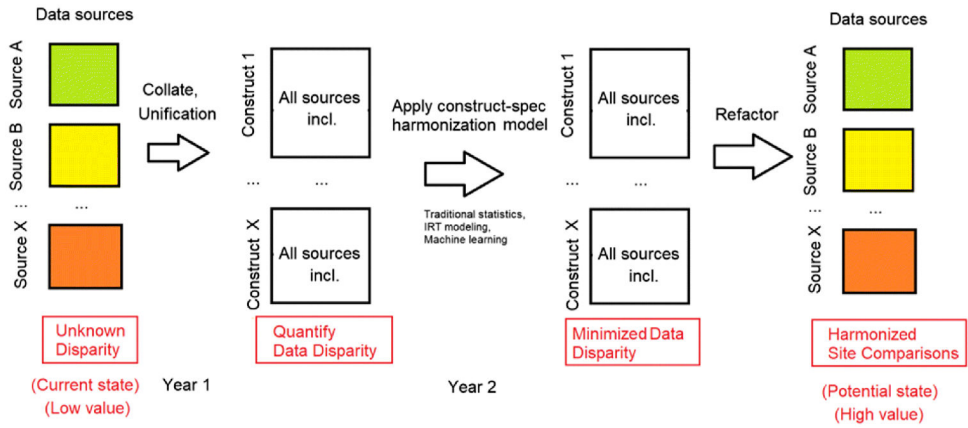 Data sources
Source A
Source B
...
...
Source X
Unknown
Disparity
(Current state)
(Low value)
Collate,
Unification
Year 1
Construct 1
All sources
incl.
...
...
Construct X
All sources
incl.
Quantify
Data Disparity
Apply construct-spec
harmonization model
Traditional statistics,
IRT modeling,
Machine learning
Year 2
Construct 1
All sources
incl.
...
...
Construct X
All sources
incl.
Minimized Data
Disparity
Refactor
Data sources
Source A
Source B
...
...
Source X
Harmonized
Site Comparisons
(Potential state)
(High value)